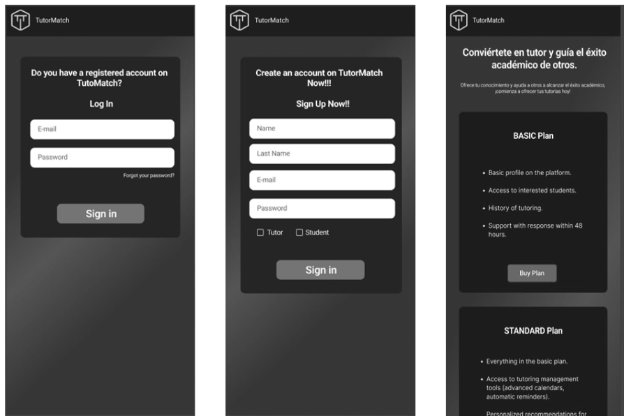 TutorMatch
Do you have a registered account on
TutoMatch?
Log In
E-mail
Password
Forgot your password?
Sign in
TutorMatch
Create an account on TutorMatch
Now!!!
Sign Up Now!!
Name
Last Name
E-mail
Password
Tutor
Student
Sign in
TutorMatch
Conviértete en tutor y guía el éxito
académico de otros.
Ofrece tu conocimiento y ayuda a otros a alcanzar el éxito académico,
¡comienza a ofrecer tus tutorías hoy!
BASIC Plan
• Basic profile on the platform.
• Access to interested students.
• History of tutoring.
• Support with response within 48
hours.
Buy Plan
STANDARD Plan
• Everything in the basic plan.
• Access to tutoring management
tools (advanced calendars,
automatic reminders).
Personalized recommendations for